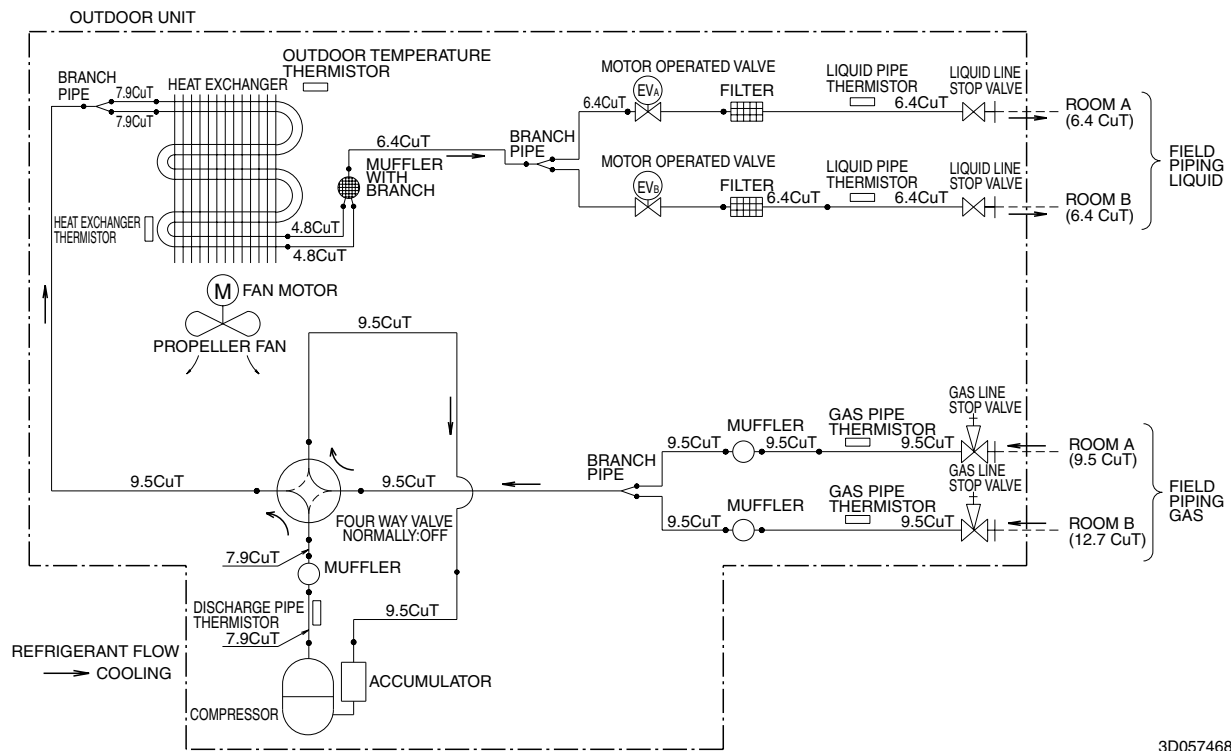 OUTDOOR UNIT
OUTDOOR TEMPERATURE
THERMISTOR
BRANCH
PIPE
7.9CuT
7.9CuT
HEAT EXCHANGER
HEAT EXCHANGER
THERMISTOR
4.8CuT
4.8CuT
6.4CuT
MUFFLER
WITH
BRANCH
BRANCH
PIPE
MOTOR OPERATED VALVE
6.4CuT
EVA
FILTER
LIQUID PIPE
THERMISTOR
6.4CuT
LIQUID LINE
STOP VALVE
ROOM A
(6.4 CuT)
MOTOR OPERATED VALVE
EVB
FILTER
6.4CuT
LIQUID PIPE
THERMISTOR
6.4CuT
LIQUID LINE
STOP VALVE
ROOM B
(6.4 CuT)
FIELD
PIPING
LIQUID
M
FAN MOTOR
PROPELLER FAN
9.5CuT
9.5CuT
9.5CuT
FOUR WAY VALVE
NORMALLY:OFF
BRANCH
PIPE
9.5CuT
MUFFLER
9.5CuT
GAS PIPE
THERMISTOR
9.5CuT
GAS LINE
STOP VALVE
ROOM A
(9.5 CuT)
9.5CuT
MUFFLER
GAS PIPE
THERMISTOR
9.5CuT
GAS LINE
STOP VALVE
ROOM B
(12.7 CuT)
FIELD
PIPING
GAS
7.9CuT
MUFFLER
DISCHARGE PIPE
THERMISTOR
7.9CuT
9.5CuT
ACCUMULATOR
COMPRESSOR
REFRIGERANT FLOW
COOLING
3D057468